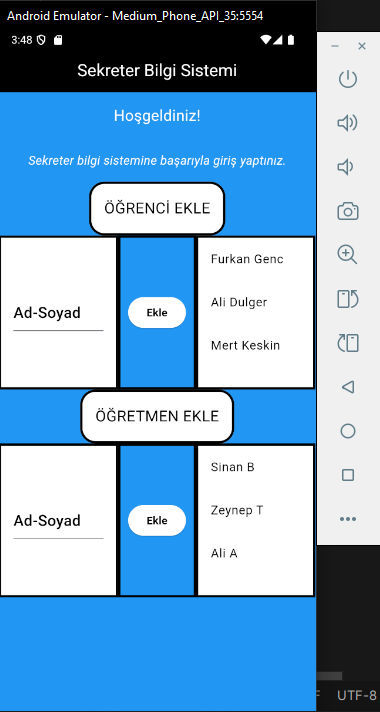 Android Emulator - Medium_Phone_API_35:5554
3:48
Sekreter Bilgi Sistemi
Hoşgeldiniz!
Sekreter bilgi sistemine başarıyla giriş yaptınız.
ÖĞRENCİ EKLE
Furkan Genc
Ali Dulger
Ad-Soyad
Ekle
Mert Keskin
ÖĞRETMEN EKLE
Sinan B
Zeynep T
Ad-Soyad
Ekle
Ali A
UTF-8